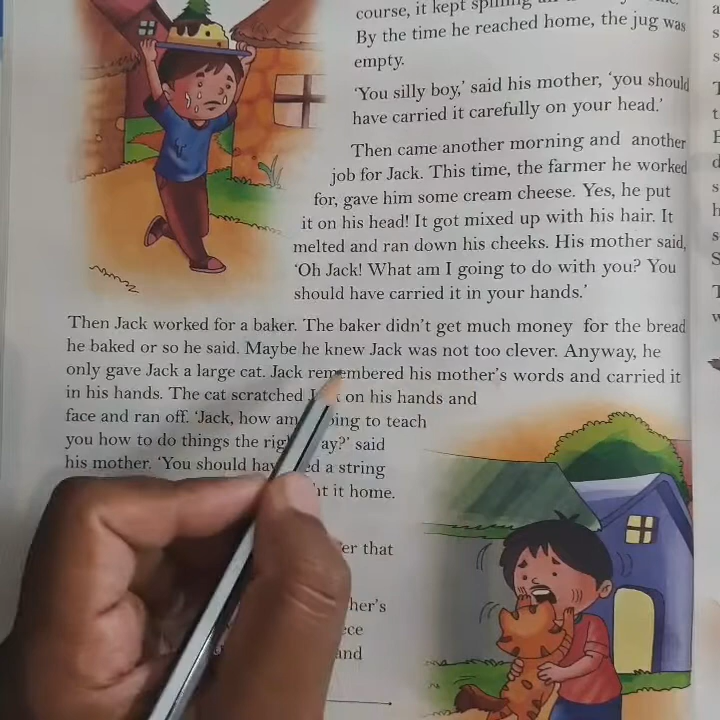 course, it kept
By the time he reached home, the jug was
empty.
'You silly boy,' said his mother, 'you should
have carried it carefully on your head.'
Then came another morning and another
job for Jack. This time, the farmer he worked
for, gave him some cream cheese. Yes, he put
it on his head! It got mixed up with his hair. It
melted and ran down his cheeks. His mother said,
'Oh Jack! What am I going to do with you? You
should have carried it in your hands.'
Then Jack worked for a baker. The baker didn't get much money for the bread
he baked or so he said. Maybe he knew Jack was not too clever. Anyway, he
only gave Jack a large cat. Jack remembered his mother's words and carried it
in his hands. The cat scratched on his hands and
face and ran off. 'Jack, how am to teach
you how to do things the said
his mother. 'You should a string
it home.
that
and